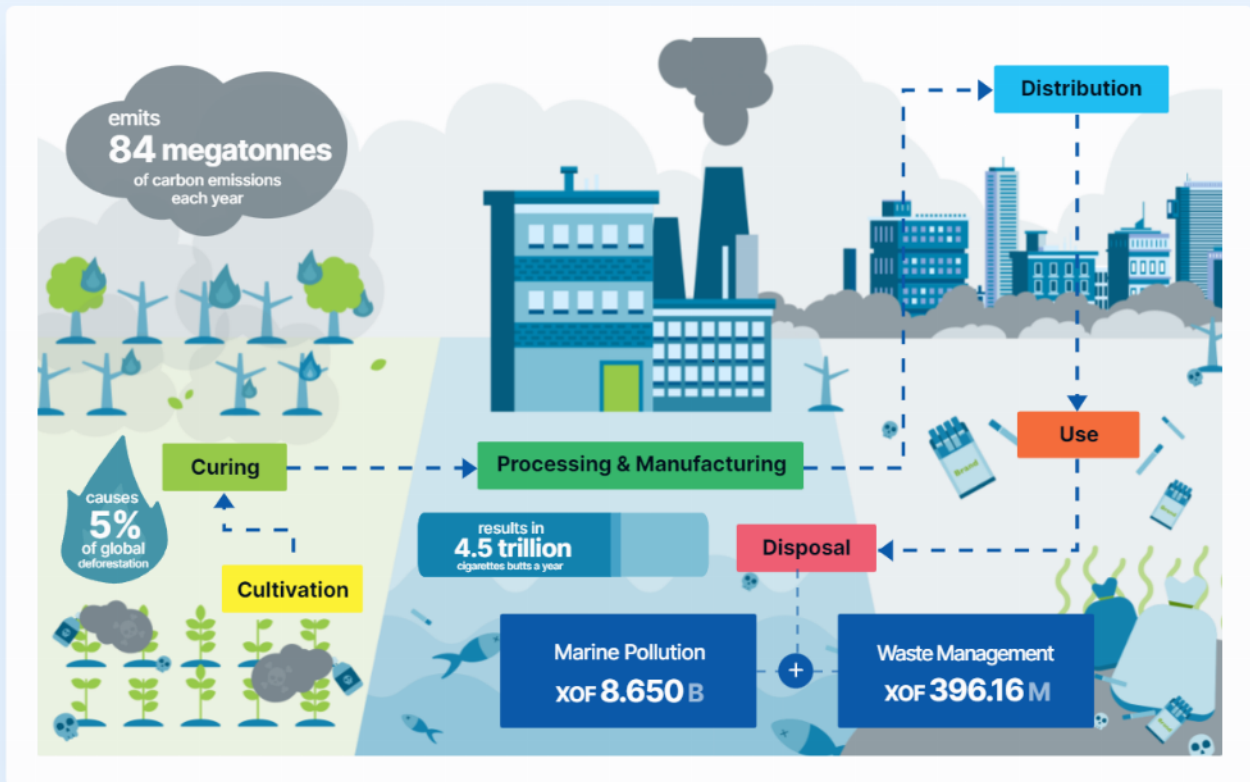 emits
84 megatonnes
of carbon emissions
each year
Distribution
Curing
Processing & Manufacturing
Use
Brand
causes
5%
of global
deforestation
results in
4.5 trillion
cigarettes butts a year
Disposal
Cultivation
Marine Pollution
XOF 8.650 B
+
Waste Management
XOF 396.16 M